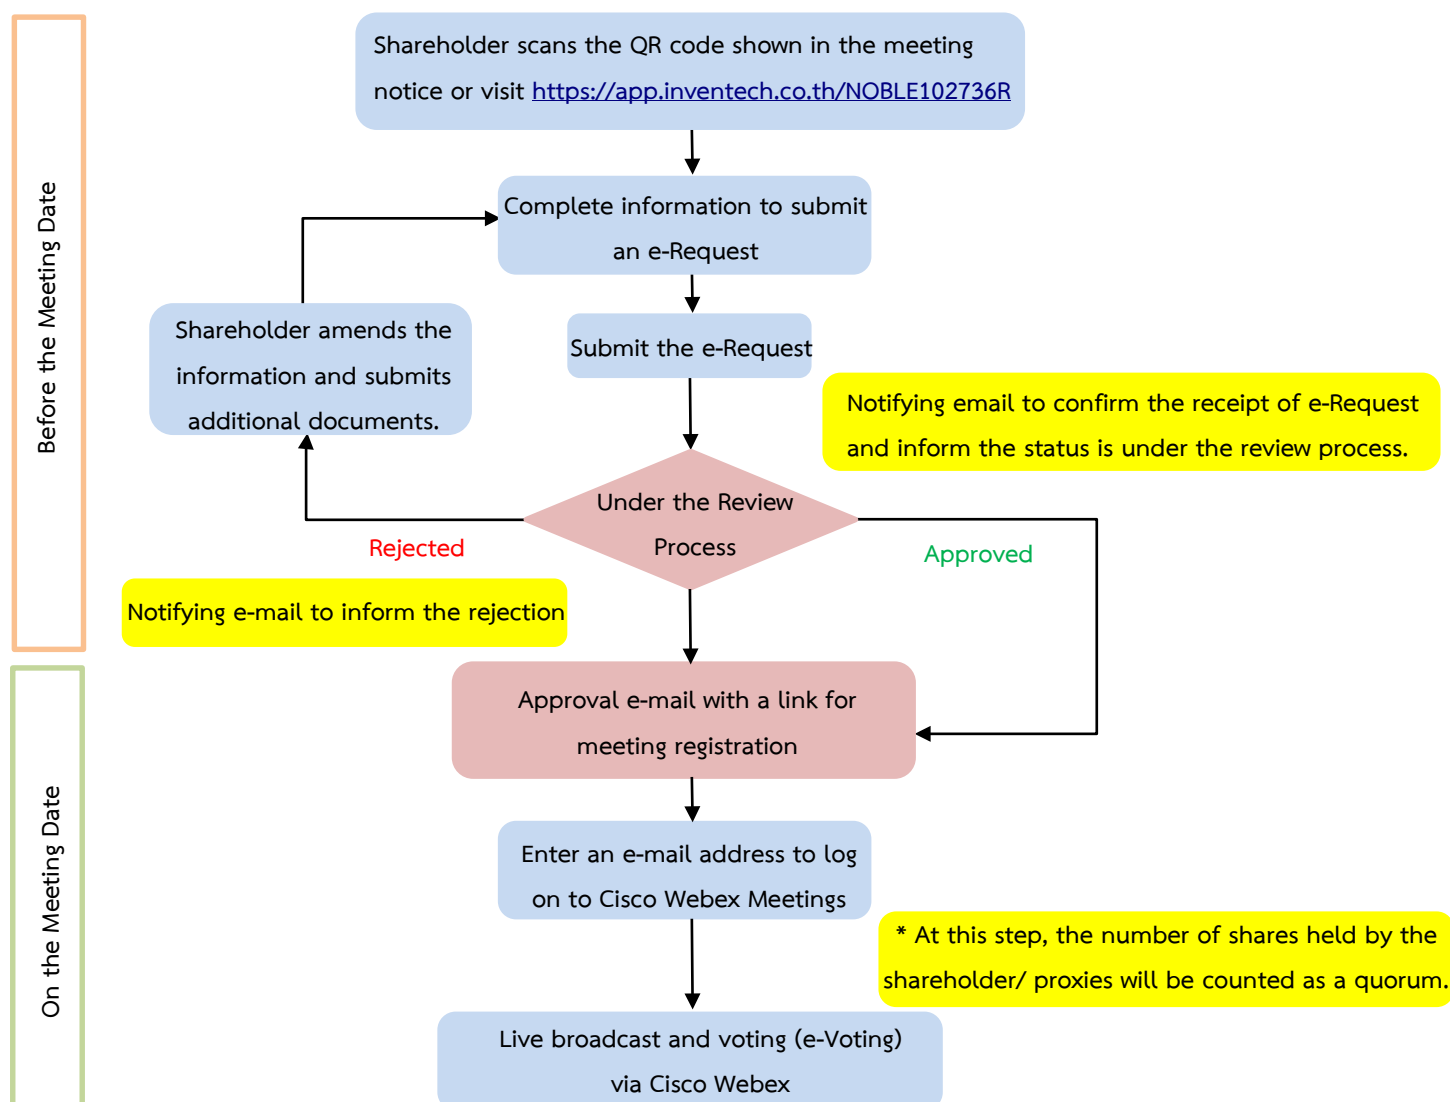 Shareholder scans the QR code shown in the meeting
notice or visit https://app.inventech.co.th/NOBLE102736R
Before the Meeting Date
Complete information to submit
an e-Request
Shareholder amends the
information and submits
additional documents.
Submit the e-Request
Notifying email to confirm the receipt of e-Request
and inform the status is under the review process.
Under the Review
Process
Rejected
Approved
Notifying e-mail to inform the rejection
On the Meeting Date
Approval e-mail with a link for
meeting registration
Enter an e-mail address to log
on to Cisco Webex Meetings
* At this step, the number of shares held by the
shareholder/ proxies will be counted as a quorum.
Live broadcast and voting (e-Voting)
via Cisco Webex